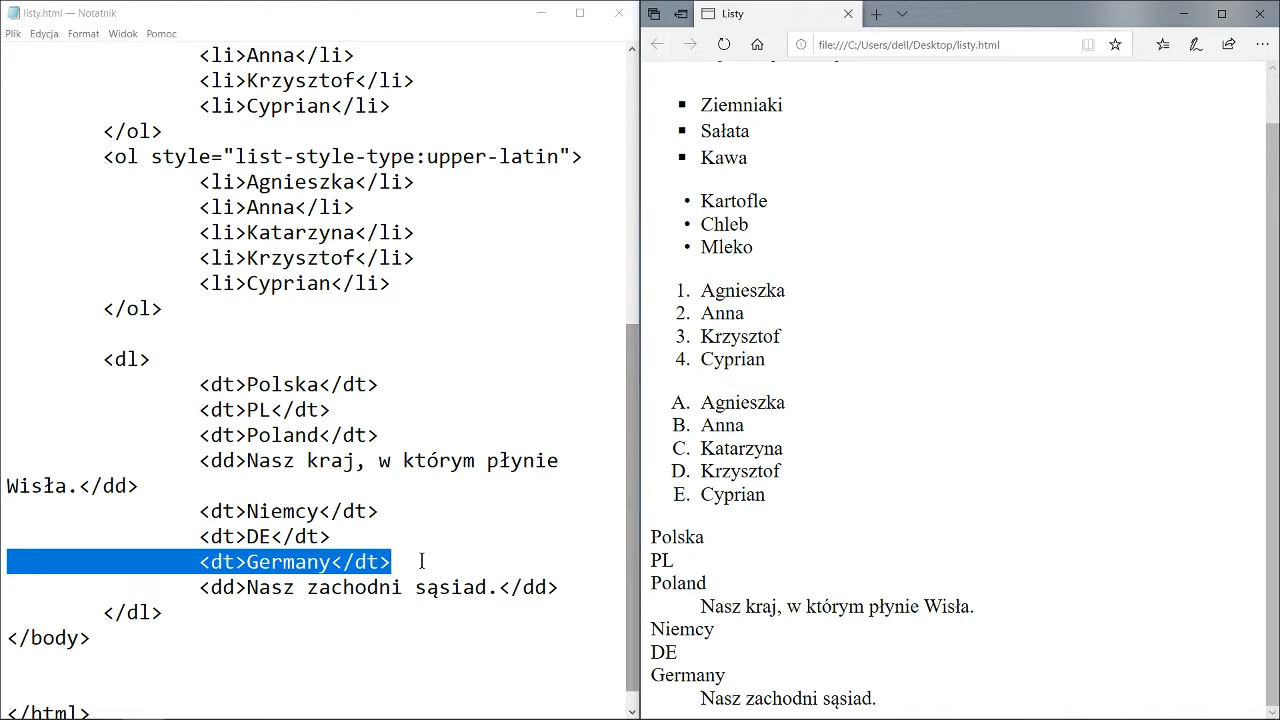 listy.html — Notatnik
Plik Edycja Format Widok Pomoc
<li>Anna</li>
<li>Krzysztof</li>
<li>Cyprian</li>
</ol>
<ol style="list-style-type:upper-latin">
<li>Agnieszka</li>
<li>Anna</li>
<li>Katarzyna</li>
<li>Krzysztof</li>
<li>Cyprian</li>
</ol>
<dl>
<dt>Polska</dt>
<dt>PL</dt>
<dt>Poland</dt>
<dd>Nasz kraj, w którym płynie
Wisła.</dd>
<dt>Niemcy</dt>
<dt>DE</dt>
<dt>Germany</dt>
<dd>Nasz zachodni sąsiad.</dd>
</dl>
</body>
</html>
Listy
file:///C:/Users/dell/Desktop/listy.html
▪ Ziemniaki
▪ Sałata
▪ Kawa
• Kartofle
• Chleb
• Mleko
1. Agnieszka
2. Anna
3. Krzysztof
4. Cyprian
A. Agnieszka
B. Anna
C. Katarzyna
D. Krzysztof
E. Cyprian
Polska
PL
Poland
Nasz kraj, w którym płynie Wisła.
Niemcy
DE
Germany
Nasz zachodni sąsiad.